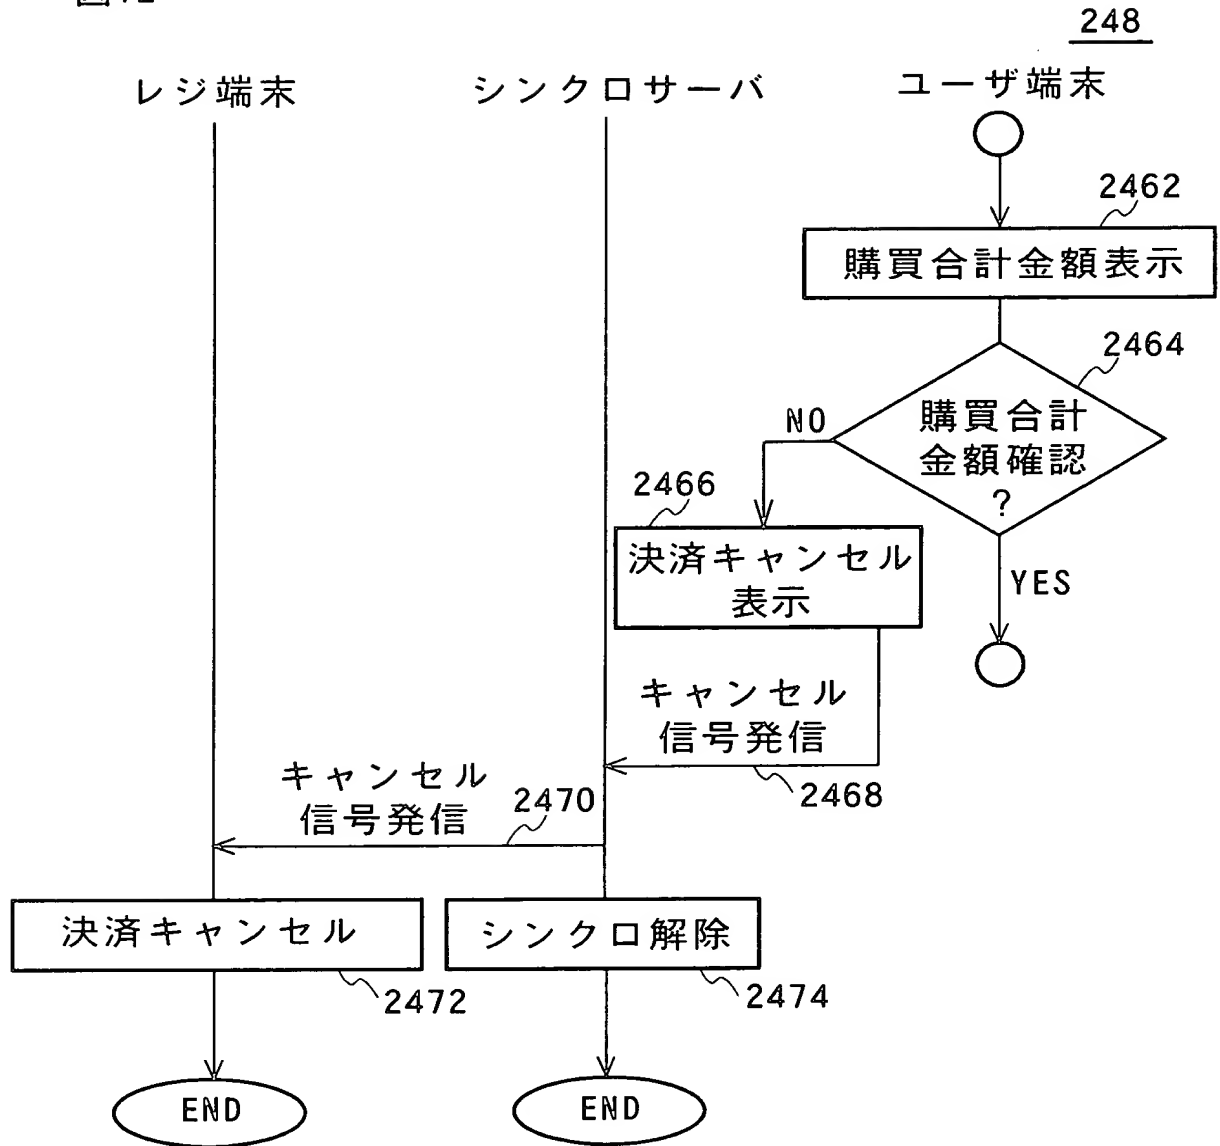 248
レジ端末
シンクロサーバ
ユーザ端末
2462
購買合計金額表示
2464
購買合計
金額確認
?
NO
YES
2466
決済キャンセル
表示
キャンセル
信号発信
2468
キャンセル
信号発信
2470
決済キャンセル
2472
シンクロ解除
2474
END
END